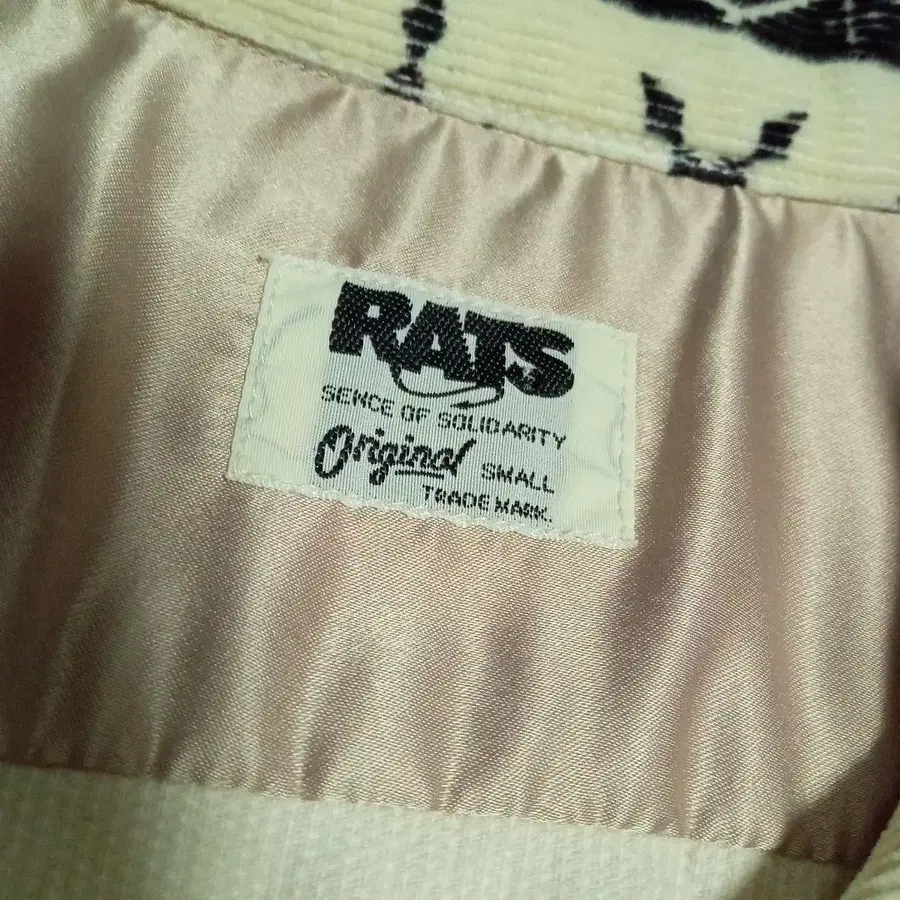 RATS
SENCE OF SOLIDARITY
Original SMALL
TRADE MARK.